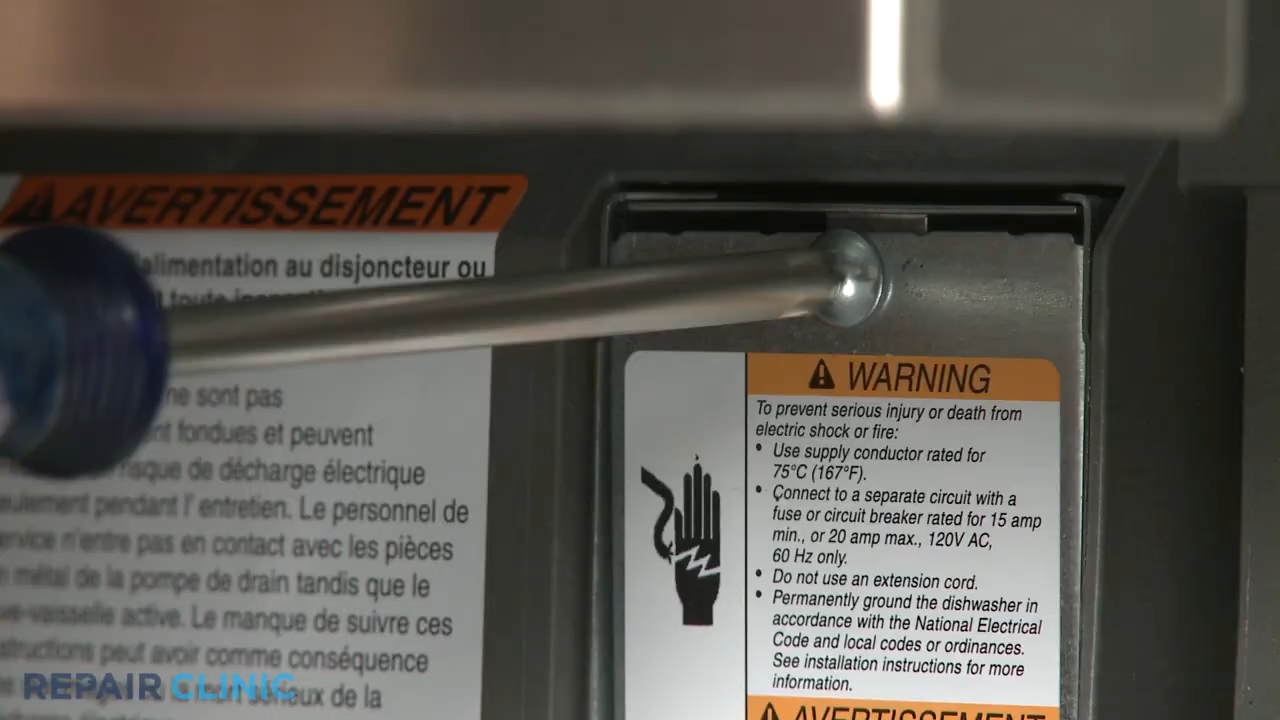 AVERTISSEMENT
alimentation au disjoncteur ou
toute
ne sont pas
fondues et peuvent
risque de décharge électrique
seulement pendant l' entretien. Le personnel de
service n'entre pas en contact avec les pièces
métal de la pompe de drain tandis que le
active. Le manque de suivre ces
peut avoir comme conséquence
de la
WARNING
To prevent serious injury or death from
electric shock or fire:
• Use supply conductor rated for
75°C (167°F).
• Connect to a separate circuit with a
fuse or circuit breaker rated for 15 amp
min., or 20 amp max., 120V AC,
60 Hz only.
• Do not use an extension cord.
• Permanently ground the dishwasher in
accordance with the National Electrical
Code and local codes or ordinances.
See installation instructions for more
information.
AVERTISSEMENT
REPAIR CLINIC